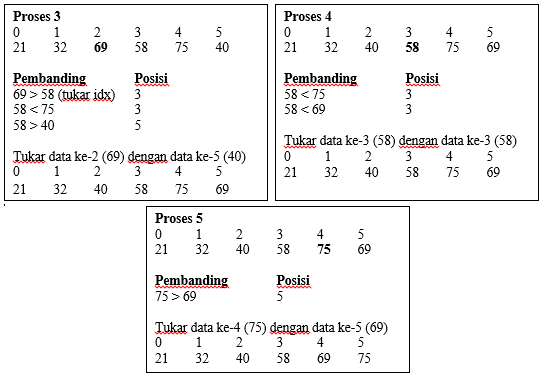 Proses 3
0 1 2 3 4 5
21 32 69 58 75 40
Pembanding Posisi
69 > 58 (tukar idx) 3
58 < 75 3
58 > 40 5
Tukar data ke-2 (69) dengan data ke-5 (40)
0 1 2 3 4 5
21 32 40 58 75 69
Proses 4
0 1 2 3 4 5
21 32 40 58 75 69
Pembanding Posisi
58 < 75 3
58 < 69 3
Tukar data ke-3 (58) dengan data ke-3 (58)
0 1 2 3 4 5
21 32 40 58 75 69
Proses 5
0 1 2 3 4 5
21 32 40 58 75 69
Pembanding Posisi
75 > 69 5
Tukar data ke-4 (75) dengan data ke-5 (69)
0 1 2 3 4 5
21 32 40 58 69 75